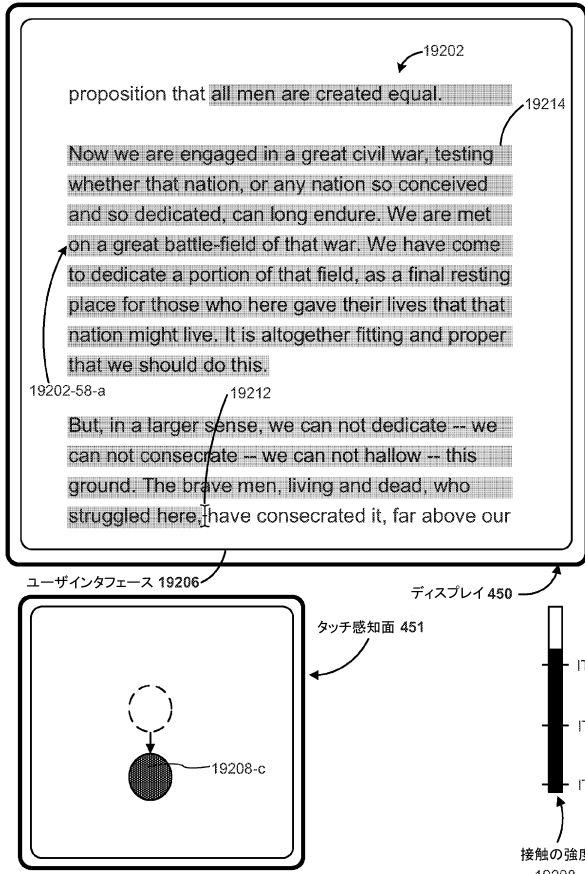 19202
proposition that all men are created equal.
19214
Now we are engaged in a great civil war, testing
whether that nation, or any nation so conceived
and so dedicated, can long endure. We are met
on a great battle-field of that war. We have come
to dedicate a portion of that field, as a final resting
place for those who here gave their lives that that
nation might live. It is altogether fitting and proper
that we should do this.
19202-58-a
19212
But, in a larger sense, we can not dedicate -- we
can not consecrate -- we can not hallow -- this
ground. The brave men, living and dead, who
struggled here, have consecrated it, far above our
ユーザインタフェース 19206
ディスプレイ 450
タッチ感知面 451
19208-c
接触の強度